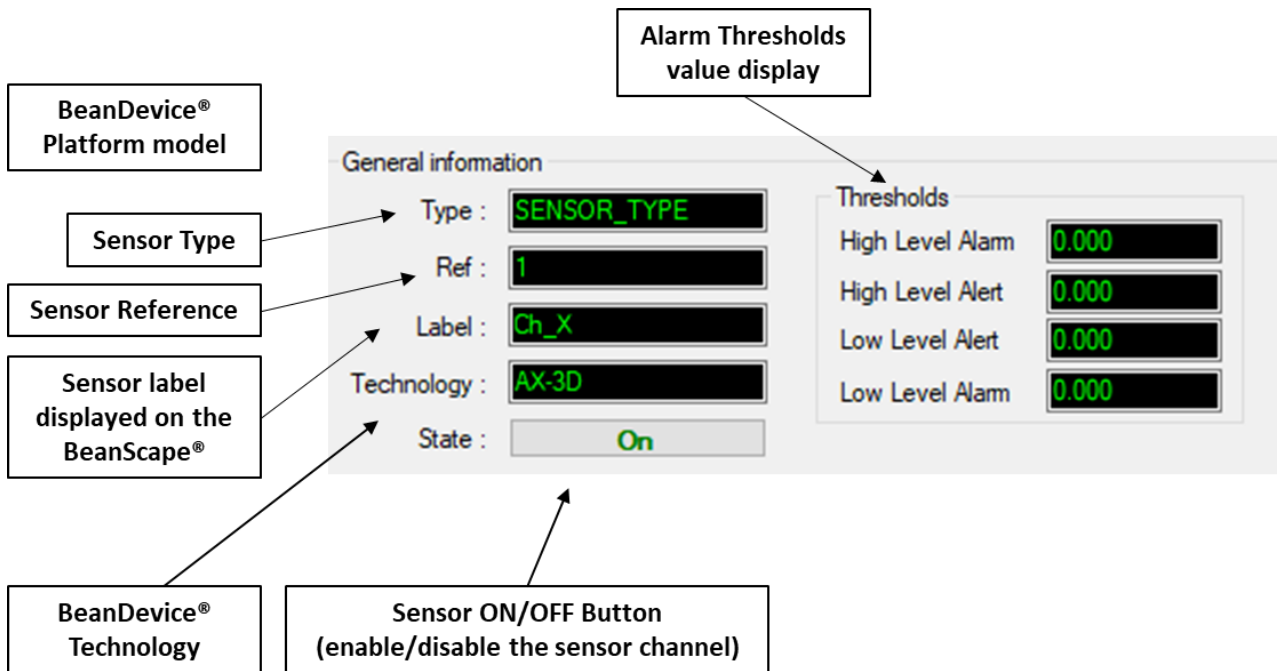 Alarm Thresholds
value display
BeanDevice®
Platform model
General information
Type :
SENSOR_TYPE
Thresholds
Sensor Type
High Level Alarm
0.000
Ref :
1
High Level Alert
0.000
Sensor Reference
Label :
Ch_X
Low Level Alert
0.000
Sensor label
displayed on the
BeanScape®
Technology :
AX-3D
Low Level Alarm
0.000
State :
On
BeanDevice®
Technology
Sensor ON/OFF Button
(enable/disable the sensor channel)